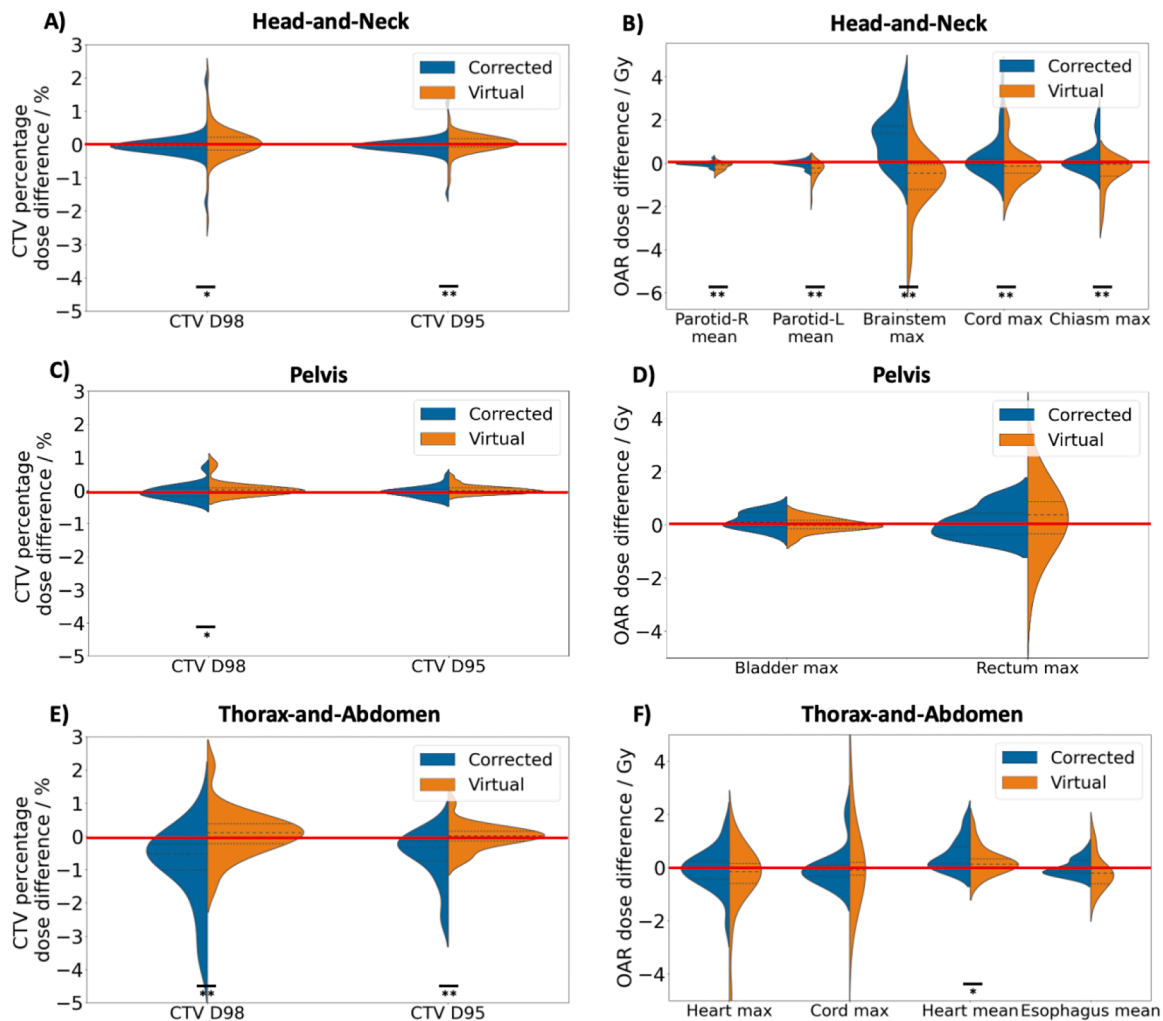 A)
Head-and-Neck
3
2
1
0
−1
−2
−3
−4
−5
CTV percentage
dose difference / %
Corrected
Virtual
*
**
CTV D98
CTV D95
B)
Head-and-Neck
4
2
0
−2
−4
−6
OAR dose difference / Gy
Corrected
Virtual
**
**
**
**
**
Parotid-R
mean
Parotid-L
mean
Brainstem
max
Cord max
Chiasm max
C)
Pelvis
3
2
1
0
−1
−2
−3
−4
−5
CTV percentage
dose difference / %
Corrected
Virtual
*
CTV D98
CTV D95
D)
Pelvis
4
2
0
−2
−4
OAR dose difference / Gy
Corrected
Virtual
Bladder max
Rectum max
E)
Thorax-and-Abdomen
3
2
1
0
−1
−2
−3
−4
−5
CTV percentage
dose difference / %
Corrected
Virtual
**
**
CTV D98
CTV D95
F)
Thorax-and-Abdomen
4
2
0
−2
−4
OAR dose difference / Gy
Corrected
Virtual
*
Heart max
Cord max
Heart mean
Esophagus mean